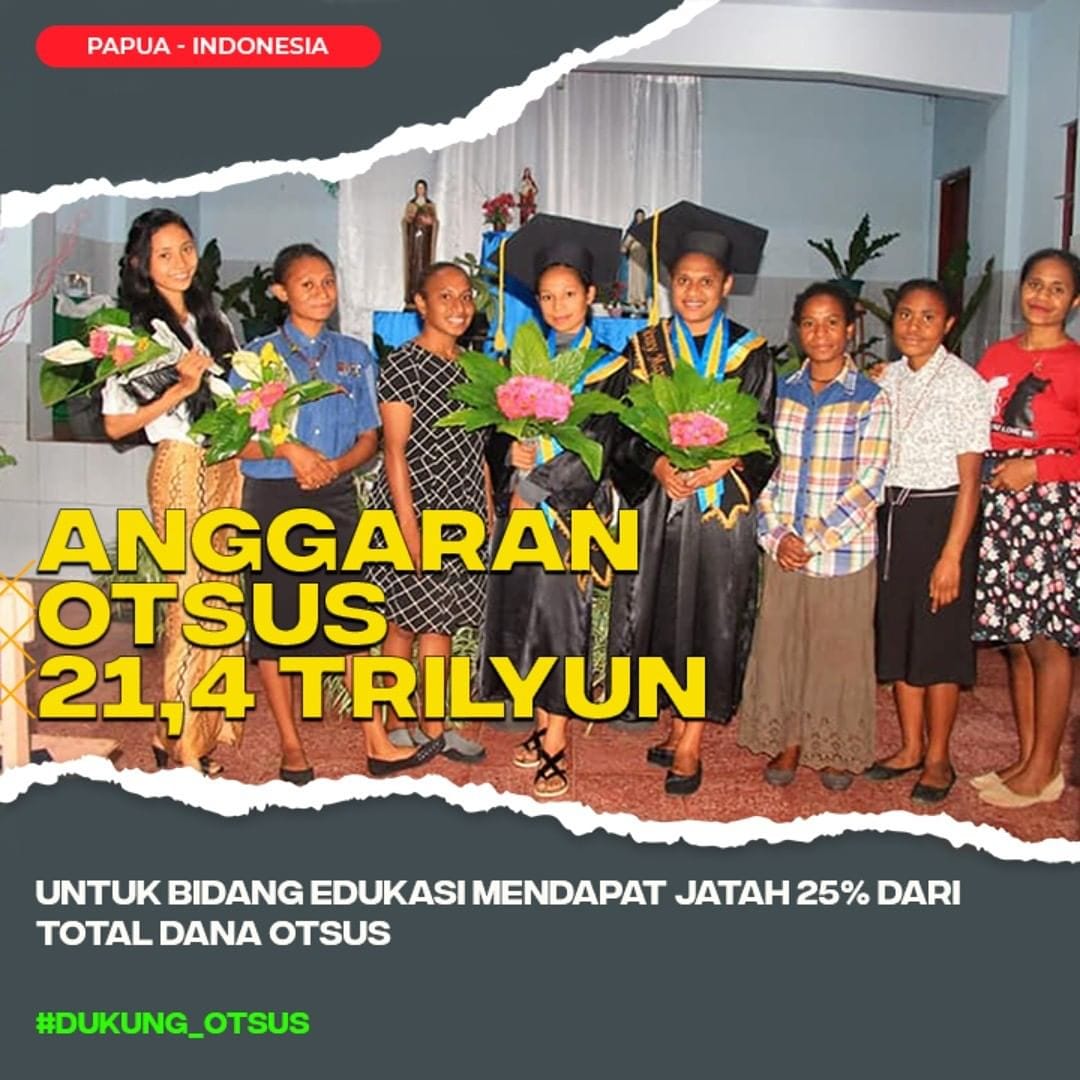 PAPUA - INDONESIA
ANGGARAN
OTSUS
21,4 TRILYUN
UNTUK BIDANG EDUKASI MENDAPAT JATAH 25% DARI
TOTAL DANA OTSUS
#DUKUNG_OTSUS